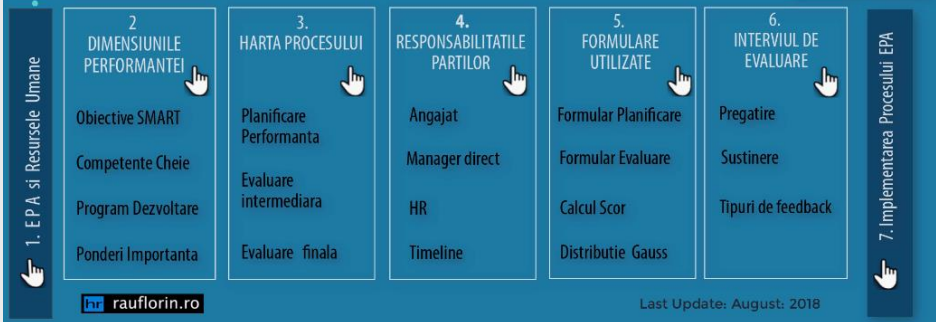 1. E P A si Resursele Umane
2
DIMENSIUNILE
PERFORMANTEI
Obiective SMART
Competente Cheie
Program Dezvoltare
Ponderi Importanta
3.
HARTA PROCESULUI
Planificare
Performanta
Evaluare
intermediara
Evaluare finala
4.
RESPONSABILITATILE
PARTILOR
Angajat
Manager direct
HR
Timeline
5.
FORMULARE
UTILIZATE
Formular Planificare
Formular Evaluare
Calcul Scor
Distributie Gauss
6.
INTERVIUL DE
EVALUARE
Pregatire
Sustinere
Tipuri de feedback
7. Implementarea Procesului EPA
hr rauflorin.ro
Last Update: August: 2018